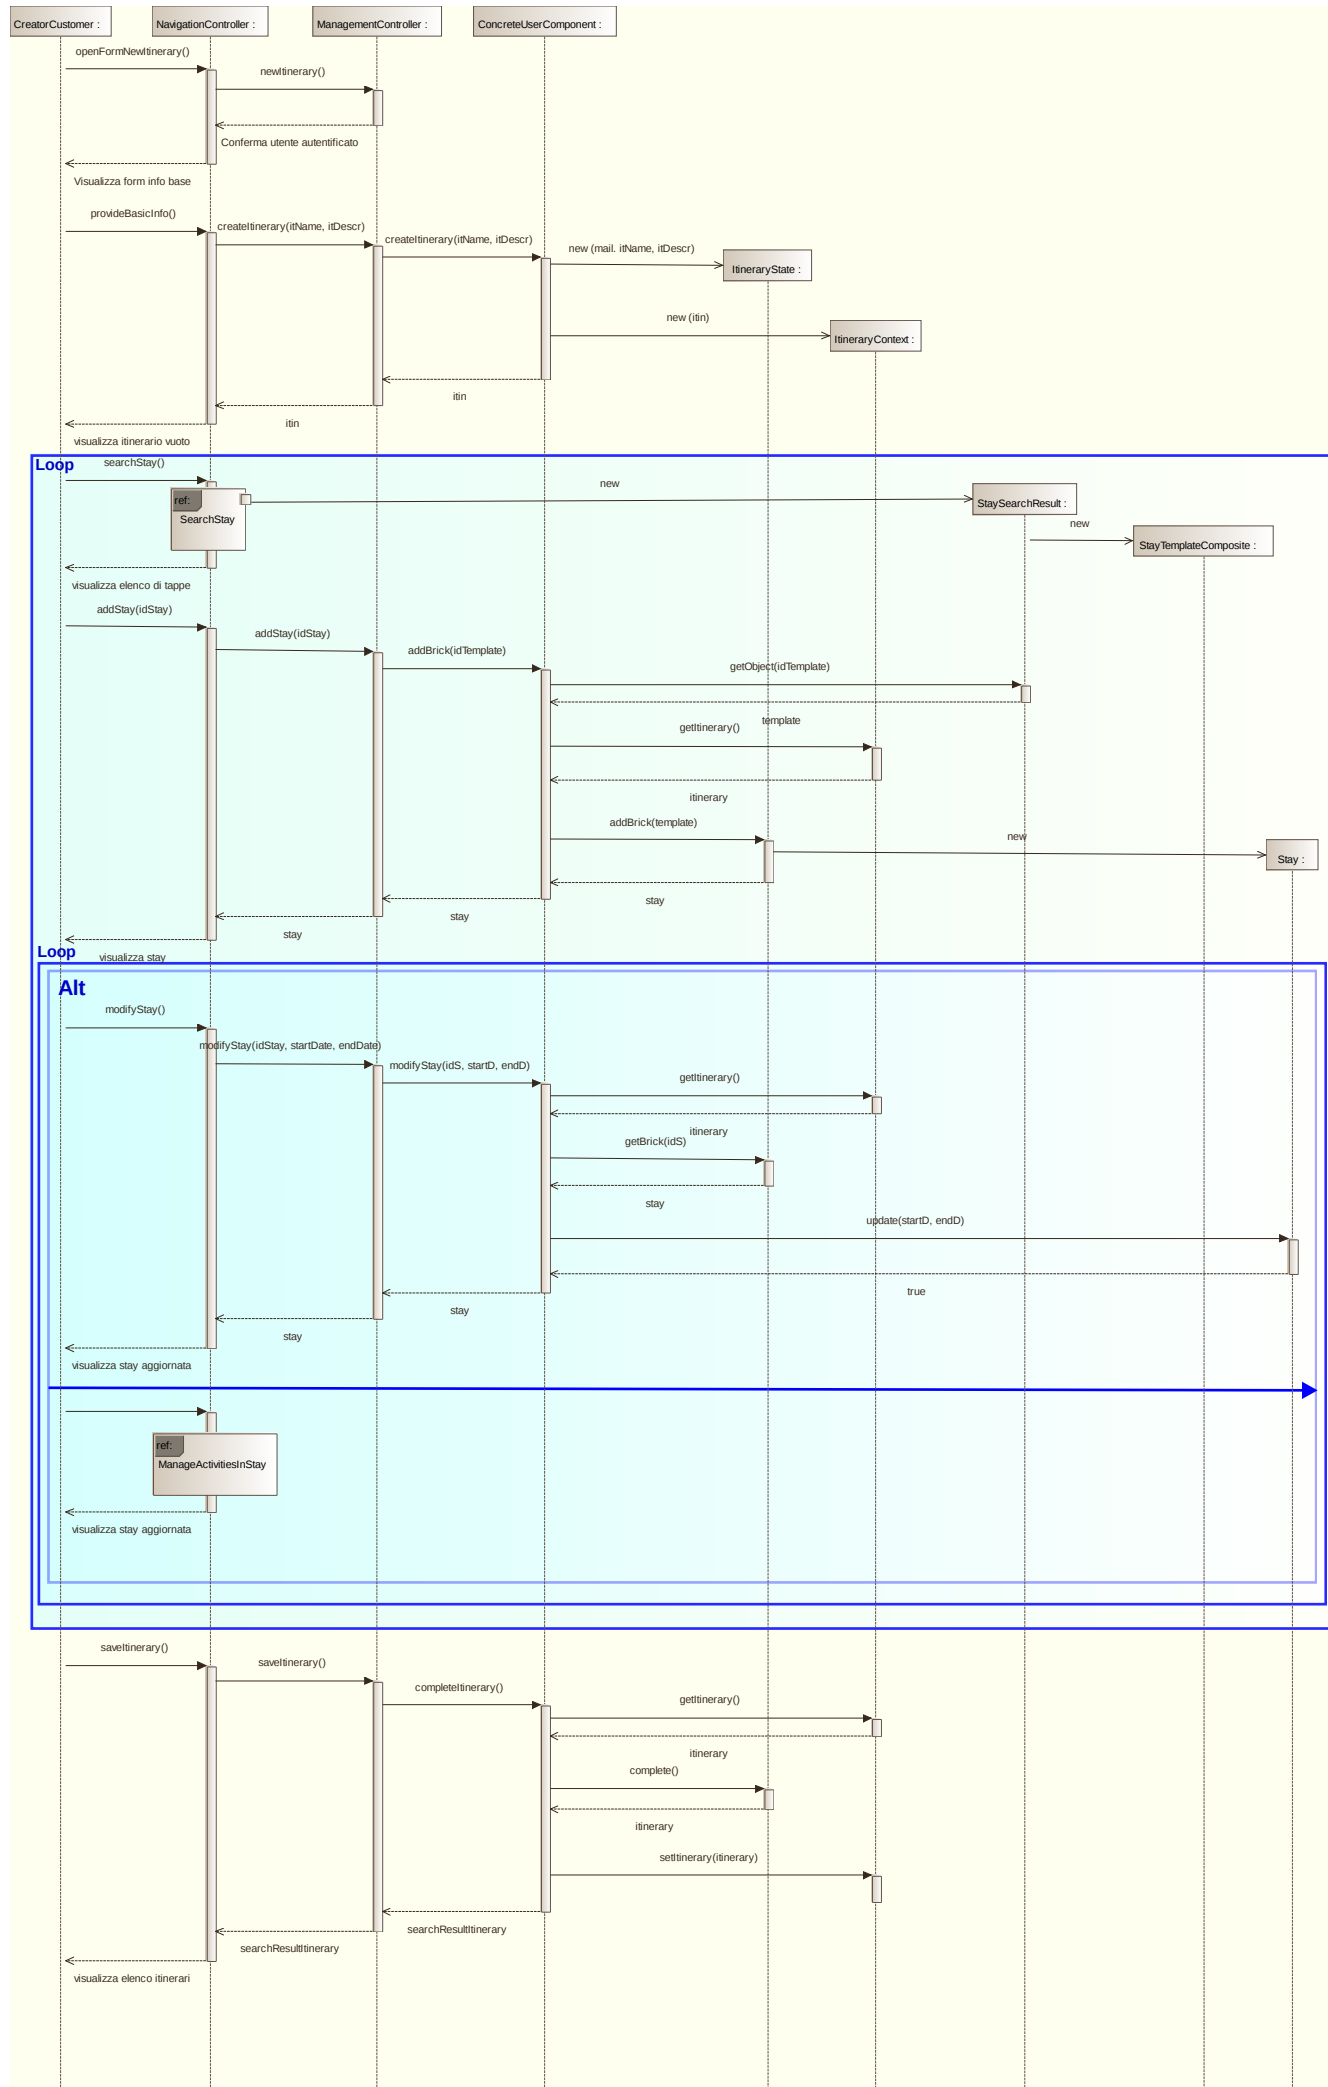 CreatorCustomer :
NavigationController :
ManagementController :
ConcreteUserComponent :
openFormNewItinerary()
newItinerary()
Conferma utente autentificato
Visualizza form info base
provideBasicInfo()
createItinerary(itName, itDescr)
createItinerary(itName, itDescr)
new (mail. itName, itDescr)
ItineraryState :
new (itin)
ItineraryContext :
itin
itin
visualizza itinerario vuoto
Loop
searchStay()
ref:
SearchStay
new
StaySearchResult :
new
StayTemplateComposite :
visualizza elenco di tappe
addStay(idStay)
addStay(idStay)
addBrick(idTemplate)
getObject(idTemplate)
template
getItinerary()
itinerary
addBrick(template)
new
Stay :
stay
stay
stay
visualizza stay
Loop
Alt
modifyStay()
modifyStay(idStay, startDate, endDate)
modifyStay(idS, startD, endD)
getItinerary()
itinerary
getBrick(idS)
stay
update(startD, endD)
true
stay
stay
visualizza stay aggiornata
ref:
ManageActivitiesInStay
visualizza stay aggiornata
saveItinerary()
saveItinerary()
completeItinerary()
getItinerary()
itinerary
complete()
itinerary
setItinerary(itinerary)
searchResultItinerary
searchResultItinerary
visualizza elenco itinerari